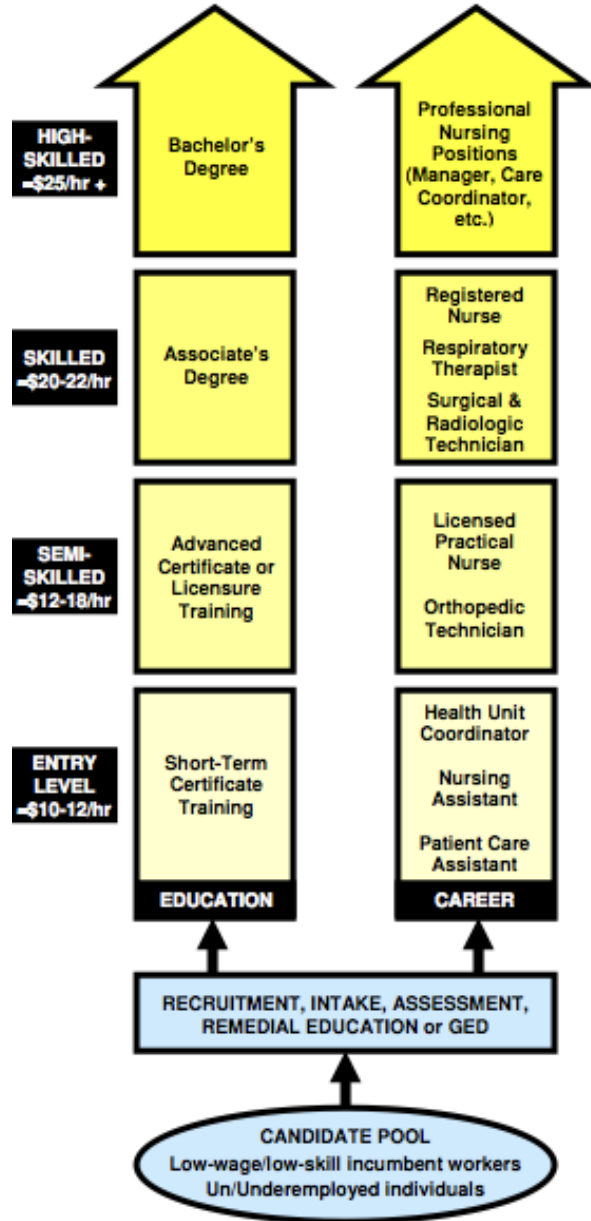 HIGH-
SKILLED
=$25/hr +
Bachelor's
Degree
Professional
Nursing
Positions
(Manager, Care
Coordinator,
etc.)
SKILLED
=$20-22/hr
Associate's
Degree
Registered
Nurse
Respiratory
Therapist
Surgical &
Radiologic
Technician
SEMI-
SKILLED
=$12-18/hr
Advanced
Certificate or
Licensure
Training
Licensed
Practical
Nurse
Orthopedic
Technician
ENTRY
LEVEL
=$10-12/hr
Short-Term
Certificate
Training
Health Unit
Coordinator
Nursing
Assistant
Patient Care
Assistant
EDUCATION
CAREER
RECRUITMENT, INTAKE, ASSESSMENT,
REMEDIAL EDUCATION or GED
CANDIDATE POOL
Low-wage/low-skill incumbent workers
Un/Underemployed individuals